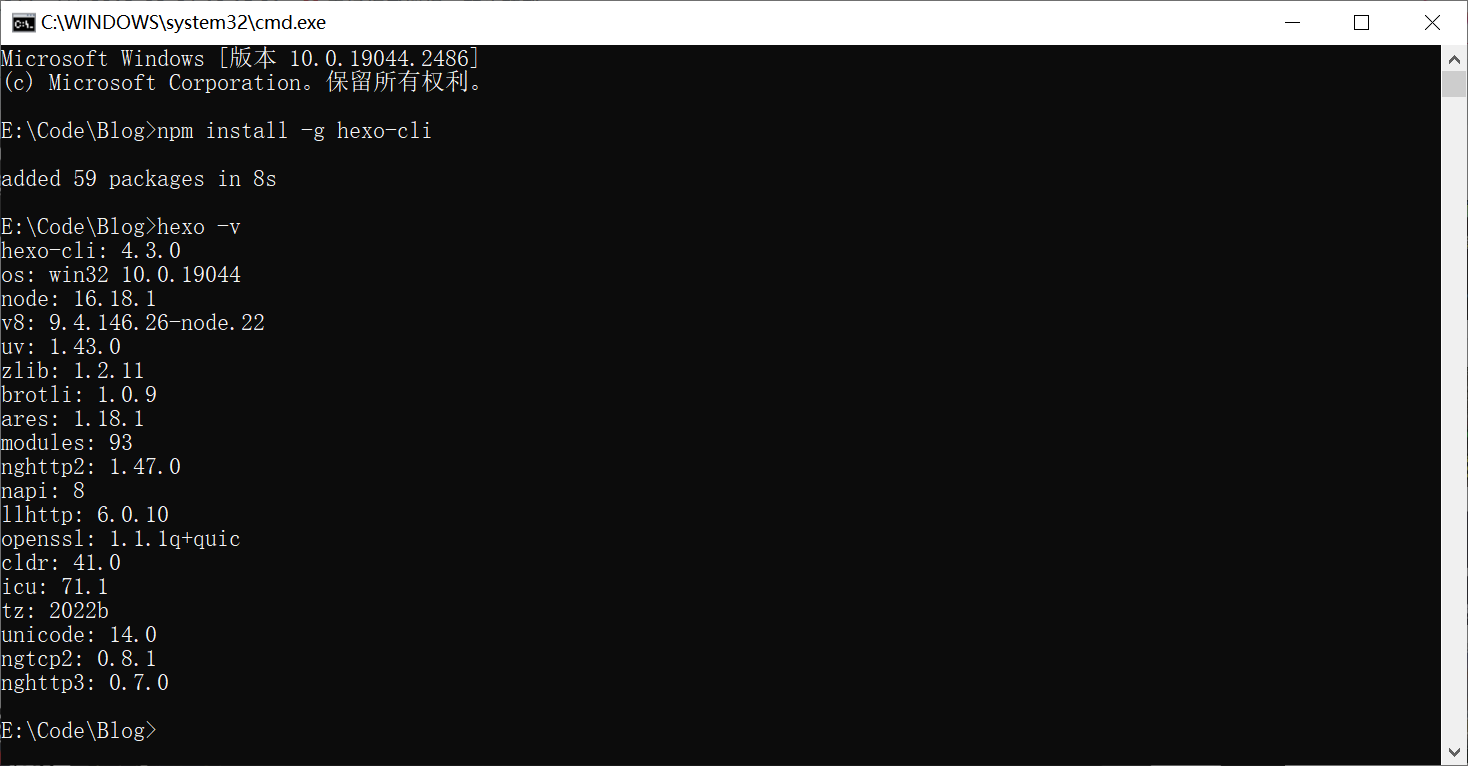 C:\WINDOWS\system32\cmd.exe
Microsoft Windows [版本 10.0.19044.2486]
(c) Microsoft Corporation。保留所有权利。
E:\Code\Blog>npm install -g hexo-cli
added 59 packages in 8s
E:\Code\Blog>hexo -v
hexo-cli: 4.3.0
os: win32 10.0.19044
node: 16.18.1
v8: 9.4.146.26-node.22
uv: 1.43.0
zlib: 1.2.11
brotli: 1.0.9
ares: 1.18.1
modules: 93
nghttp2: 1.47.0
napi: 8
llhttp: 6.0.10
openssl: 1.1.1q+quic
cldr: 41.0
icu: 71.1
tz: 2022b
unicode: 14.0
ngtcp2: 0.8.1
nghttp3: 0.7.0
E:\Code\Blog>